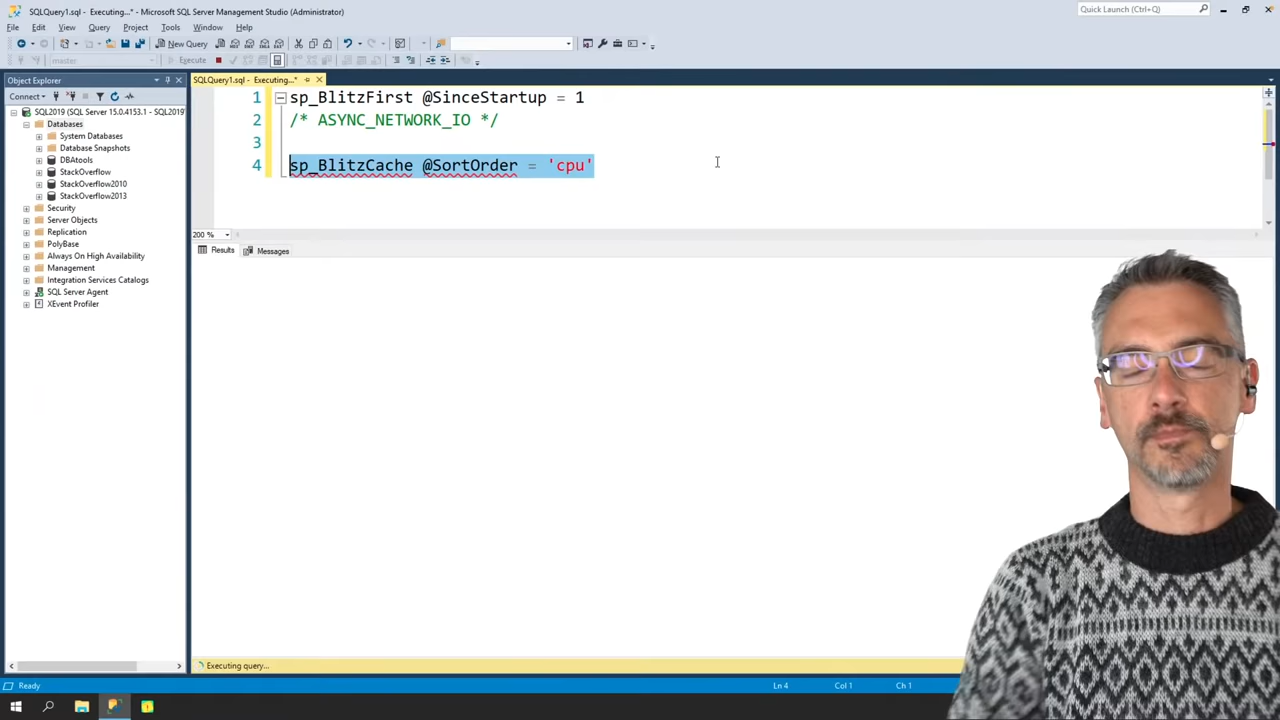 SQLQuery1.sql - Executing...* - Microsoft SQL Server Management Studio (Administrator)
Quick Launch (Ctrl+Q)
File Edit View Query Project Tools Window Help
New Query
master
Execute
Object Explorer
SQLQuery1.sql - Executing...*
Connect
SQL2019 (SQL Server 15.0.4153.1 - SQL2019
Databases
System Databases
Database Snapshots
DBAtools
StackOverflow
StackOverflow2010
StackOverflow2013
Security
Server Objects
Replication
PolyBase
Always On High Availability
Management
Integration Services Catalogs
SQL Server Agent
XEvent Profiler
1 sp_BlitzFirst @SinceStartup = 1
2 /* ASYNC_NETWORK_IO */
3
4 sp_BlitzCache @SortOrder = 'cpu'
200 %
Results Messages
Executing query...
Ready Ln 4 Col 1 Ch 1